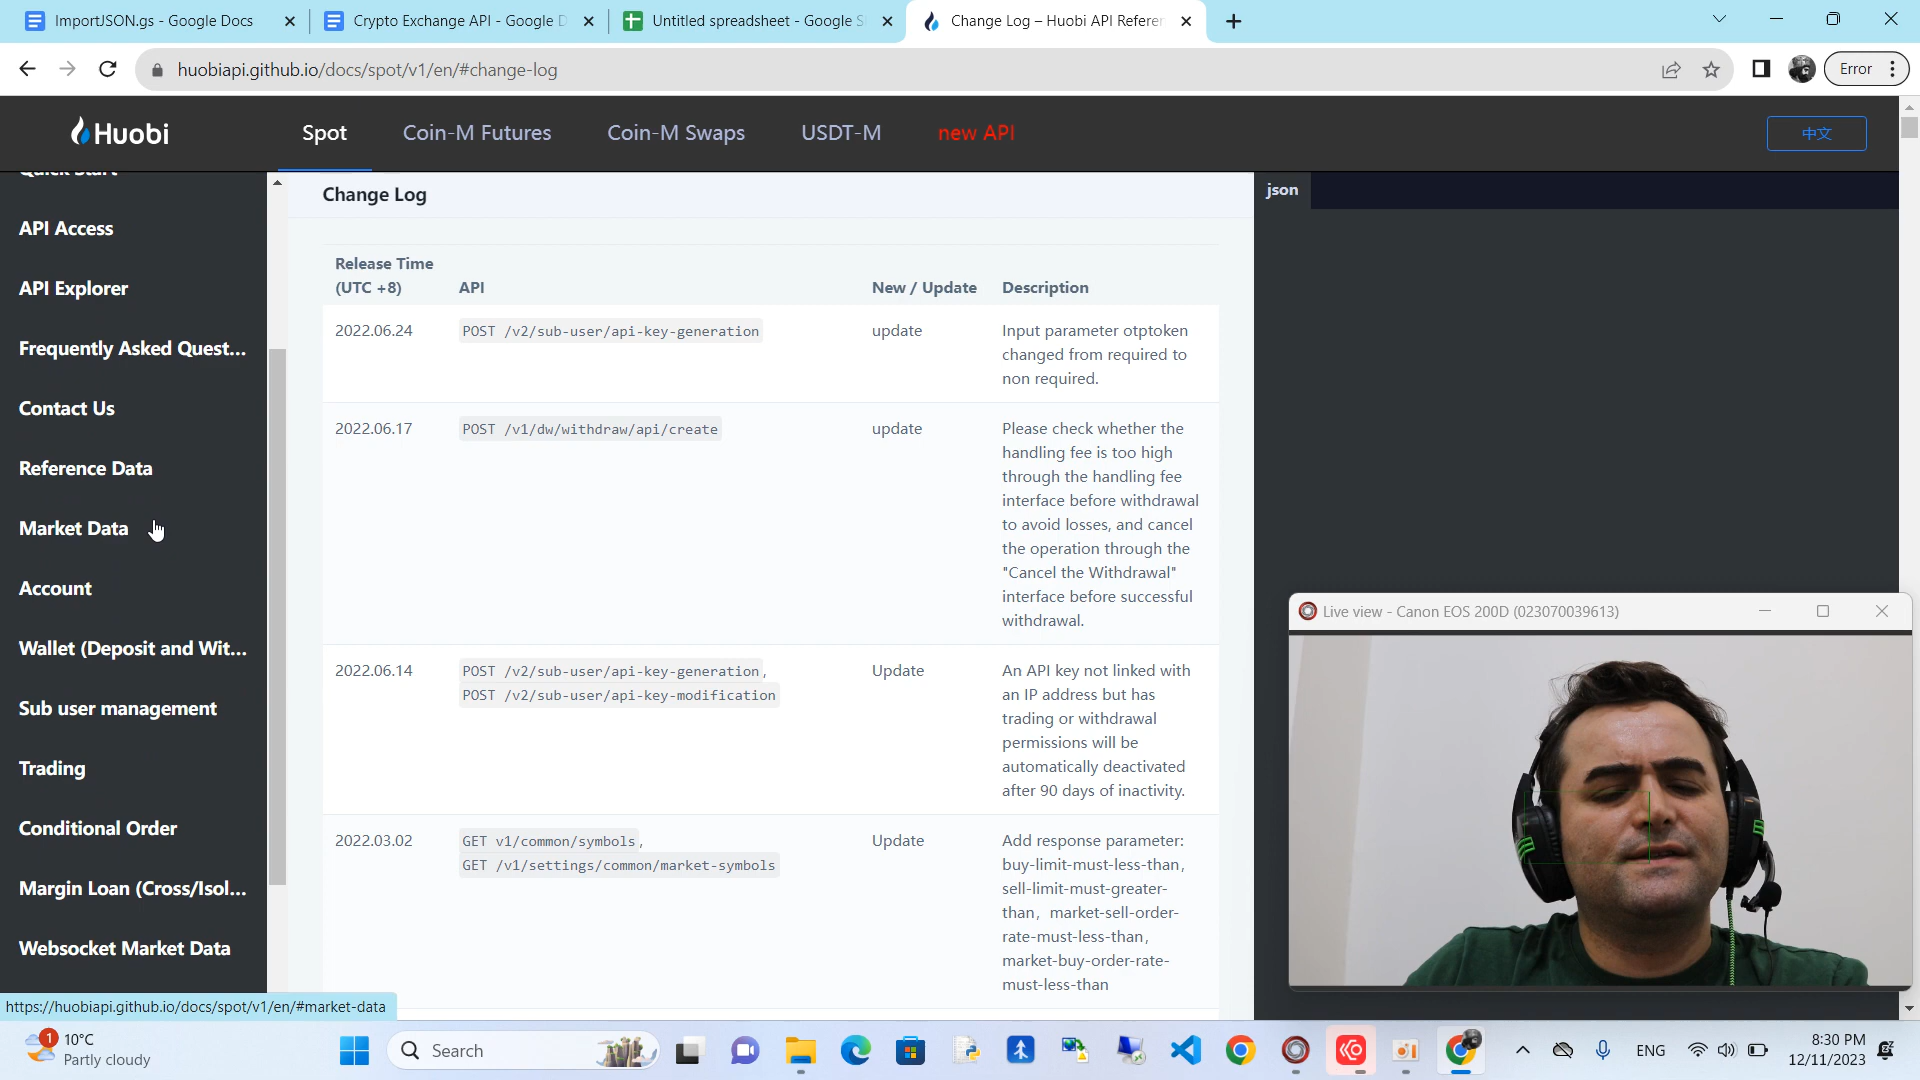 ImportJSON.gs - Google Docs
Crypto Exchange API - Google D
Untitled spreadsheet - Google S
Change Log – Huobi API Referen
huobiapi.github.io/docs/spot/v1/en/#change-log
Error
Huobi
Spot
Coin-M Futures
Coin-M Swaps
USDT-M
new API
中文
Quick Start
API Access
API Explorer
Frequently Asked Quest...
Contact Us
Reference Data
Market Data
Account
Wallet (Deposit and Wit...
Sub user management
Trading
Conditional Order
Margin Loan (Cross/Isol...
Websocket Market Data
https://huobiapi.github.io/docs/spot/v1/en/#market-data
Change Log
Release Time
(UTC +8)
API
New / Update
Description
2022.06.24
POST /v2/sub-user/api-key-generation
update
Input parameter otptoken
changed from required to
non required.
2022.06.17
POST /v1/dw/withdraw/api/create
update
Please check whether the
handling fee is too high
through the handling fee
interface before withdrawal
to avoid losses, and cancel
the operation through the
"Cancel the Withdrawal"
interface before successful
withdrawal.
2022.06.14
POST /v2/sub-user/api-key-generation,
POST /v2/sub-user/api-key-modification
Update
An API key not linked with
an IP address but has
trading or withdrawal
permissions will be
automatically deactivated
after 90 days of inactivity.
2022.03.02
GET v1/common/symbols,
GET /v1/settings/common/market-symbols
Update
Add response parameter:
buy-limit-must-less-than,
sell-limit-must-greater-
than, market-sell-order-
rate-must-less-than,
market-buy-order-rate-
must-less-than
json
Live view - Canon EOS 200D (023070039613)
1
10°C
Partly cloudy
Search
ENG
8:30 PM
12/11/2023